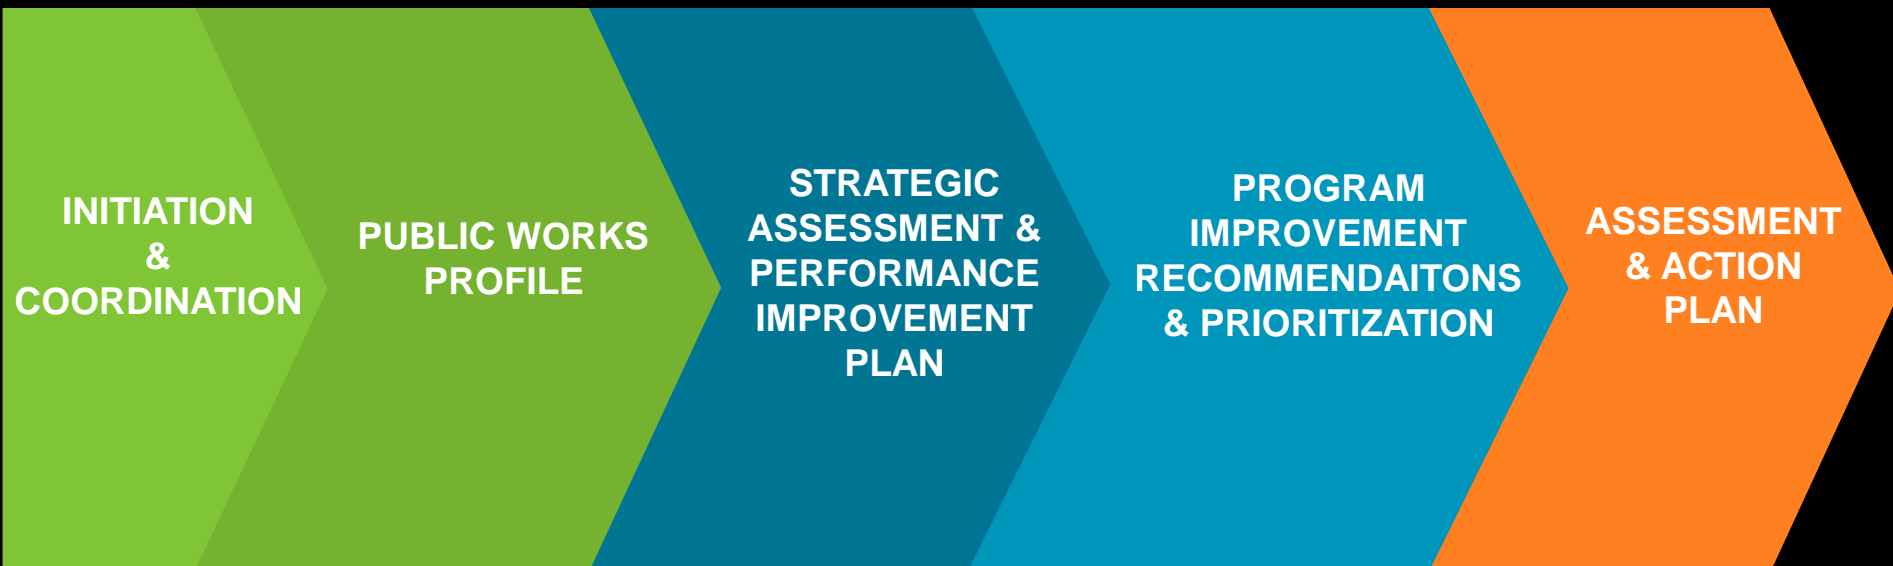 INITIATION
&
COORDINATION
PUBLIC WORKS
PROFILE
STRATEGIC
ASSESSMENT &
PERFORMANCE
IMPROVEMENT
PLAN
PROGRAM
IMPROVEMENT
RECOMMENDAITONS
& PRIORITIZATION
ASSESSMENT
& ACTION
PLAN